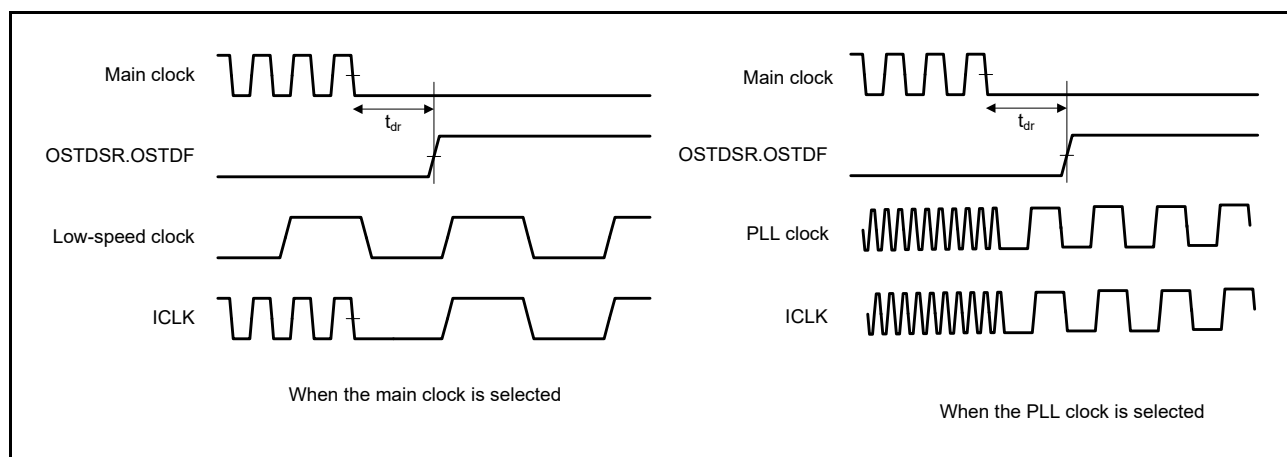 Main clock
t_dr
OSTDSR.OSTDF
Low-speed clock
ICLK
When the main clock is selected
Main clock
t_dr
OSTDSR.OSTDF
PLL clock
ICLK
When the PLL clock is selected